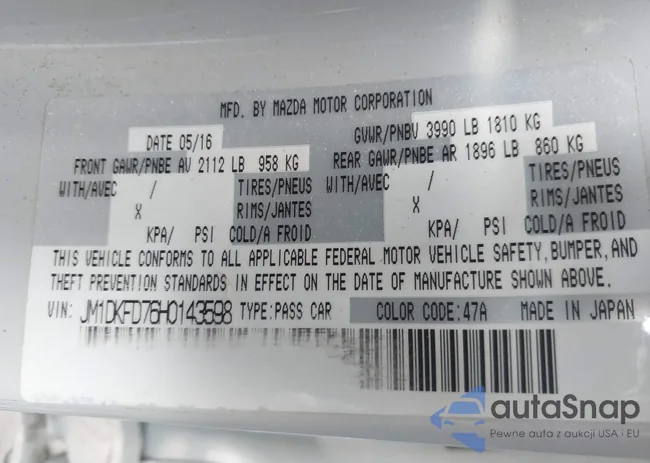 MFD. BY MAZDA MOTOR CORPORATION
DATE 05/16 GVWR/PNBV 3990 LB 1810 KG
FRONT GAWR/PNBE AV 2112 LB 958 KG REAR GAWR/PNBE AR 1896 LB 860 KG
WITH/AVEC / TIRES/PNEUS WITH/AVEC / TIRES/PNEUS
X RIMS/JANTES X RIMS/JANTES
KPA/ PSI COLD/A FROID KPA/ PSI COLD/A FROID
THIS VEHICLE CONFORMS TO ALL APPLICABLE FEDERAL MOTOR VEHICLE SAFETY, BUMPER, AND
THEFT PREVENTION STANDARDS IN EFFECT ON THE DATE OF MANUFACTURE SHOWN ABOVE.
VIN: JM1DKFD76H0143598 TYPE:PASS CAR COLOR CODE:47A MADE IN JAPAN
autaSnap
Pewne auta z aukcji USA i EU